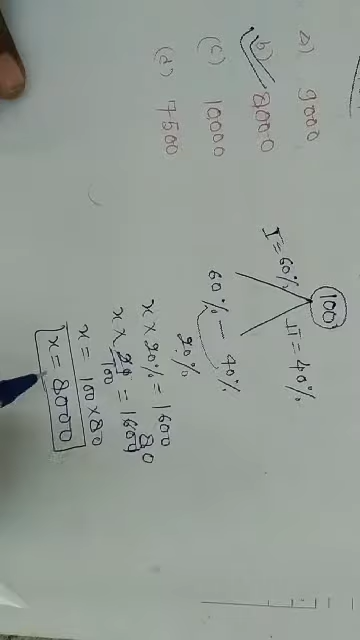 a) 9000
b) 8000
(c) 10000
(d) 7500
100
I = 60% II = 40%
60% — 40%
20%
x × 20% = 1600
x × 20/100 = 1600 80
x = 100 × 80
x = 8000